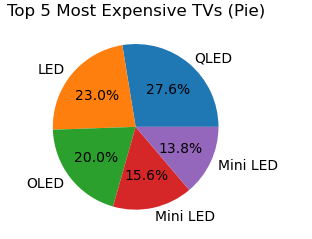 Top 5 Most Expensive TVs (Pie)
QLED
LED
27.6%
23.0%
20.0%
13.8%
15.6%
Mini LED
OLED
Mini LED